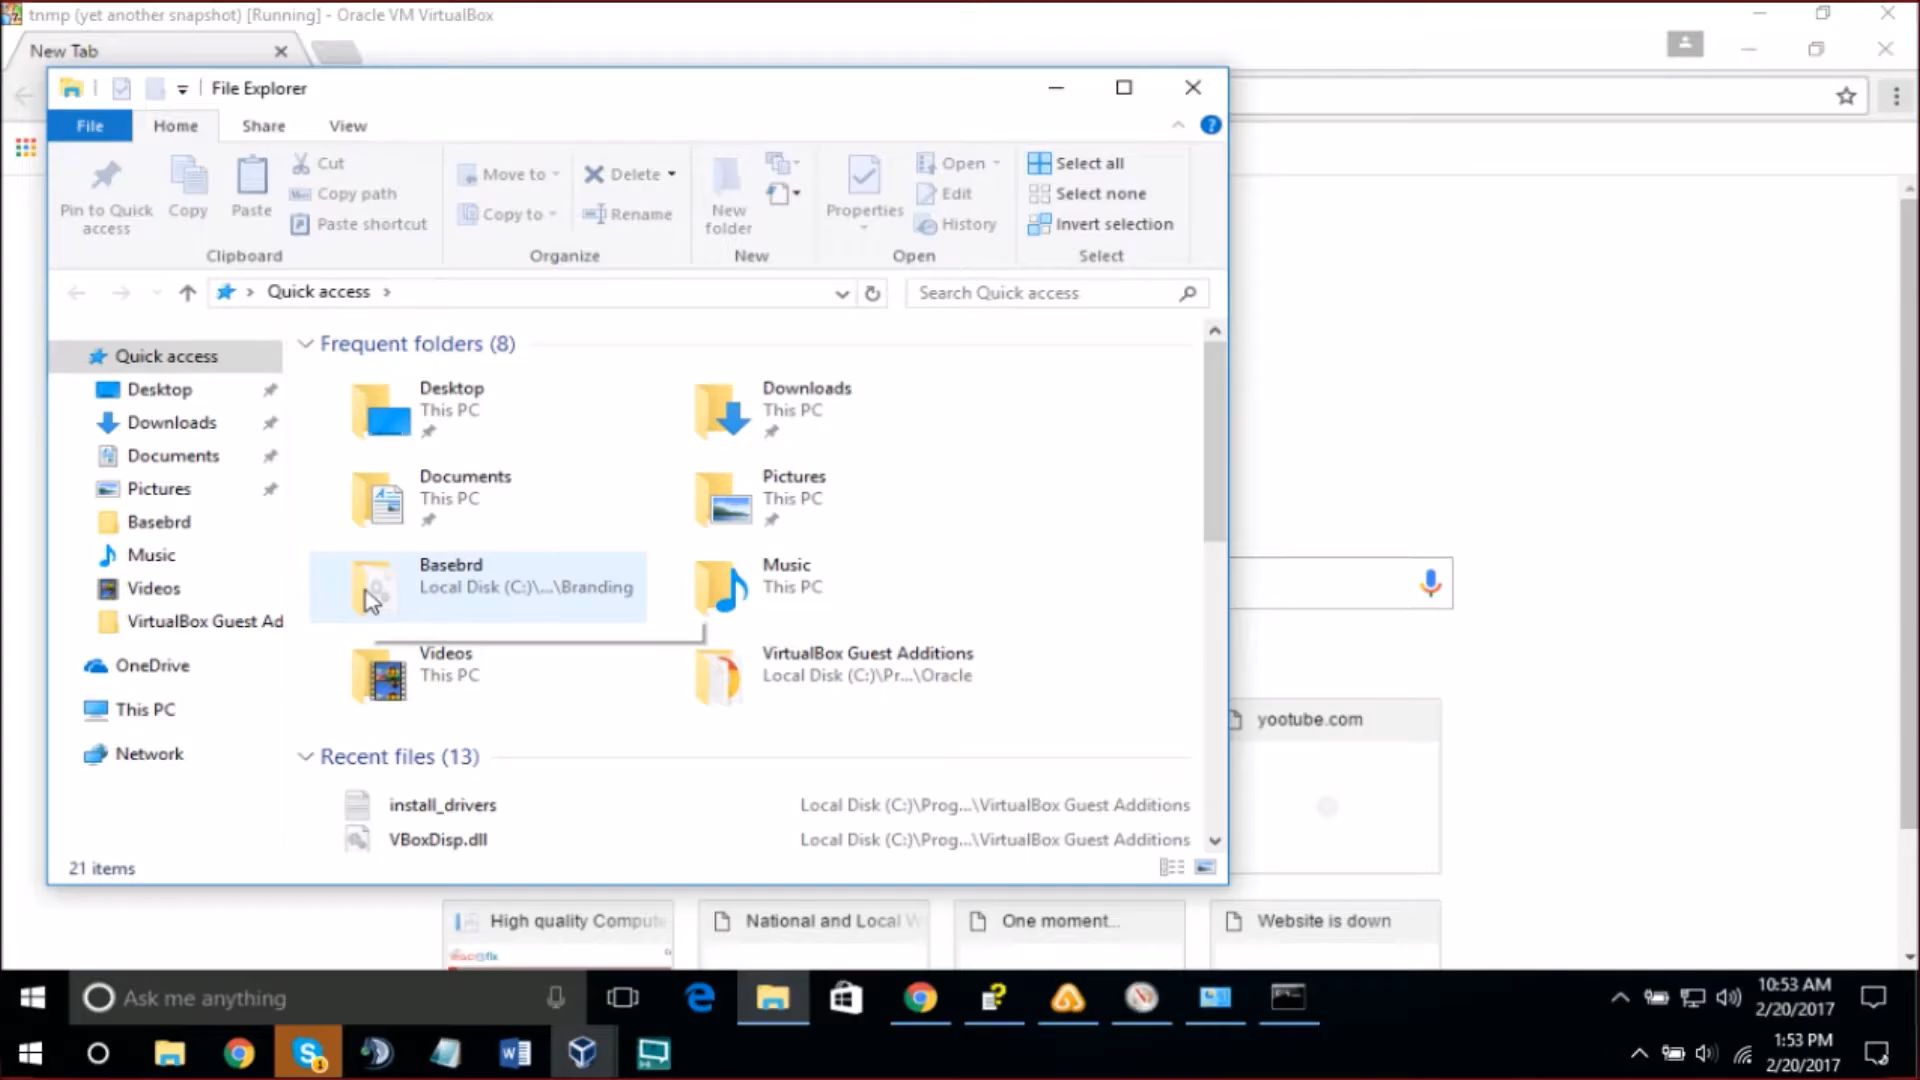 tnmp (yet another snapshot) [Running] - Oracle VM VirtualBox
New Tab
File Explorer
File
Home
Share
View
Pin to Quick access
Copy
Paste
Cut
Copy path
Paste shortcut
Clipboard
Move to
Copy to
Delete
Rename
Organize
New folder
New
Properties
Open
Edit
History
Open
Select all
Select none
Invert selection
Select
Quick access
Search Quick access
Quick access
Desktop
Downloads
Documents
Pictures
Basebrd
Music
Videos
VirtualBox Guest Ad
OneDrive
This PC
Network
Frequent folders (8)
Desktop
This PC
Downloads
This PC
Documents
This PC
Pictures
This PC
Basebrd
Local Disk (C:)\...\Branding
Music
This PC
Videos
This PC
VirtualBox Guest Additions
Local Disk (C:)\Pr...\Oracle
Recent files (13)
install_drivers
Local Disk (C:)\Prog...\VirtualBox Guest Additions
VBoxDisp.dll
Local Disk (C:)\Prog...\VirtualBox Guest Additions
21 items
yootube.com
High quality Compute
National and Local W
One moment...
Website is down
Ask me anything
10:53 AM
2/20/2017
1:53 PM
2/20/2017